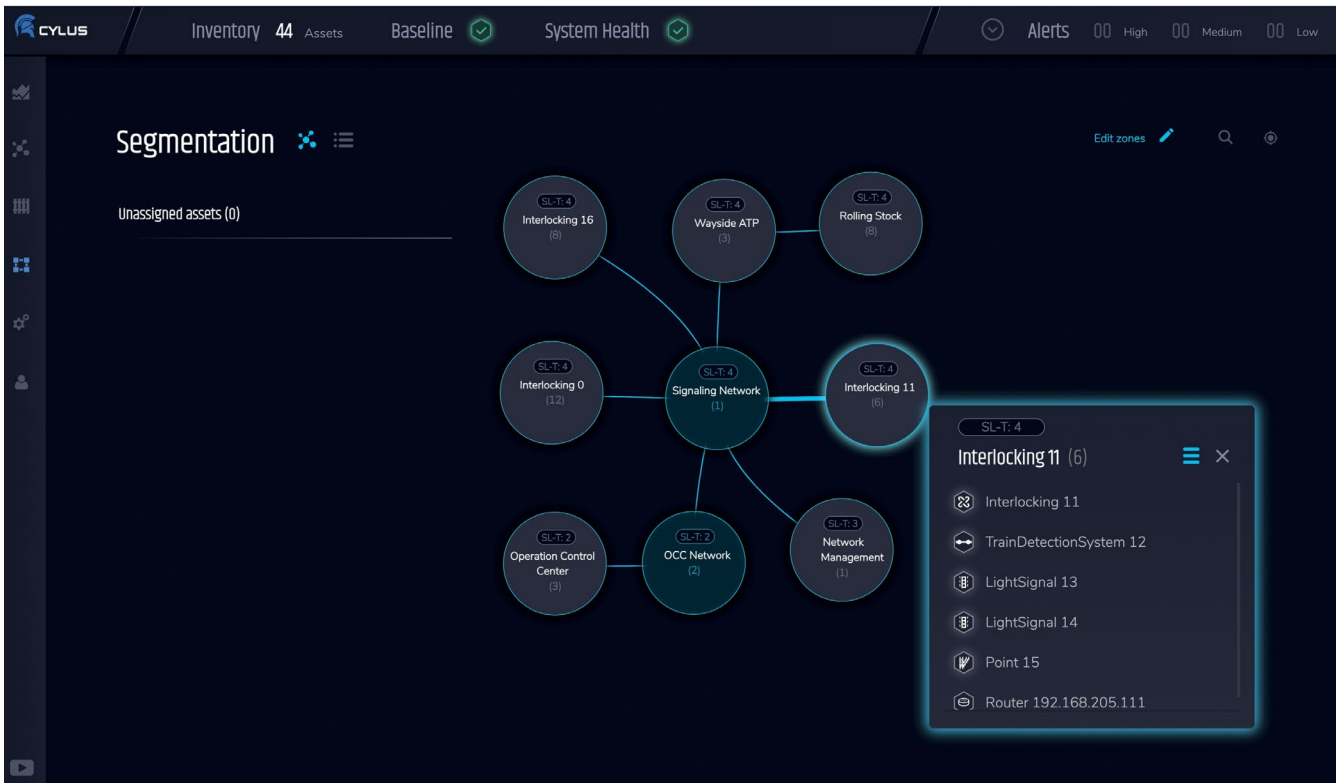 CYLUS
Inventory 44 Assets
Baseline
System Health
Alerts 00 High 00 Medium 00 Low
Segmentation
Edit zones
Unassigned assets (0)
SL-T: 4
Interlocking 16
(8)
SL-T: 4
Wayside ATP
(3)
SL-T: 4
Rolling Stock
(8)
SL-T: 4
Interlocking 0
(12)
SL-T: 4
Signaling Network
(1)
SL-T: 4
Interlocking 11
(6)
SL-T: 2
Operation Control
Center
(3)
SL-T: 2
OCC Network
(2)
SL-T: 3
Network
Management
(1)
SL-T: 4
Interlocking 11 (6)
Interlocking 11
TrainDetectionSystem 12
LightSignal 13
LightSignal 14
Point 15
Router 192.168.205.111